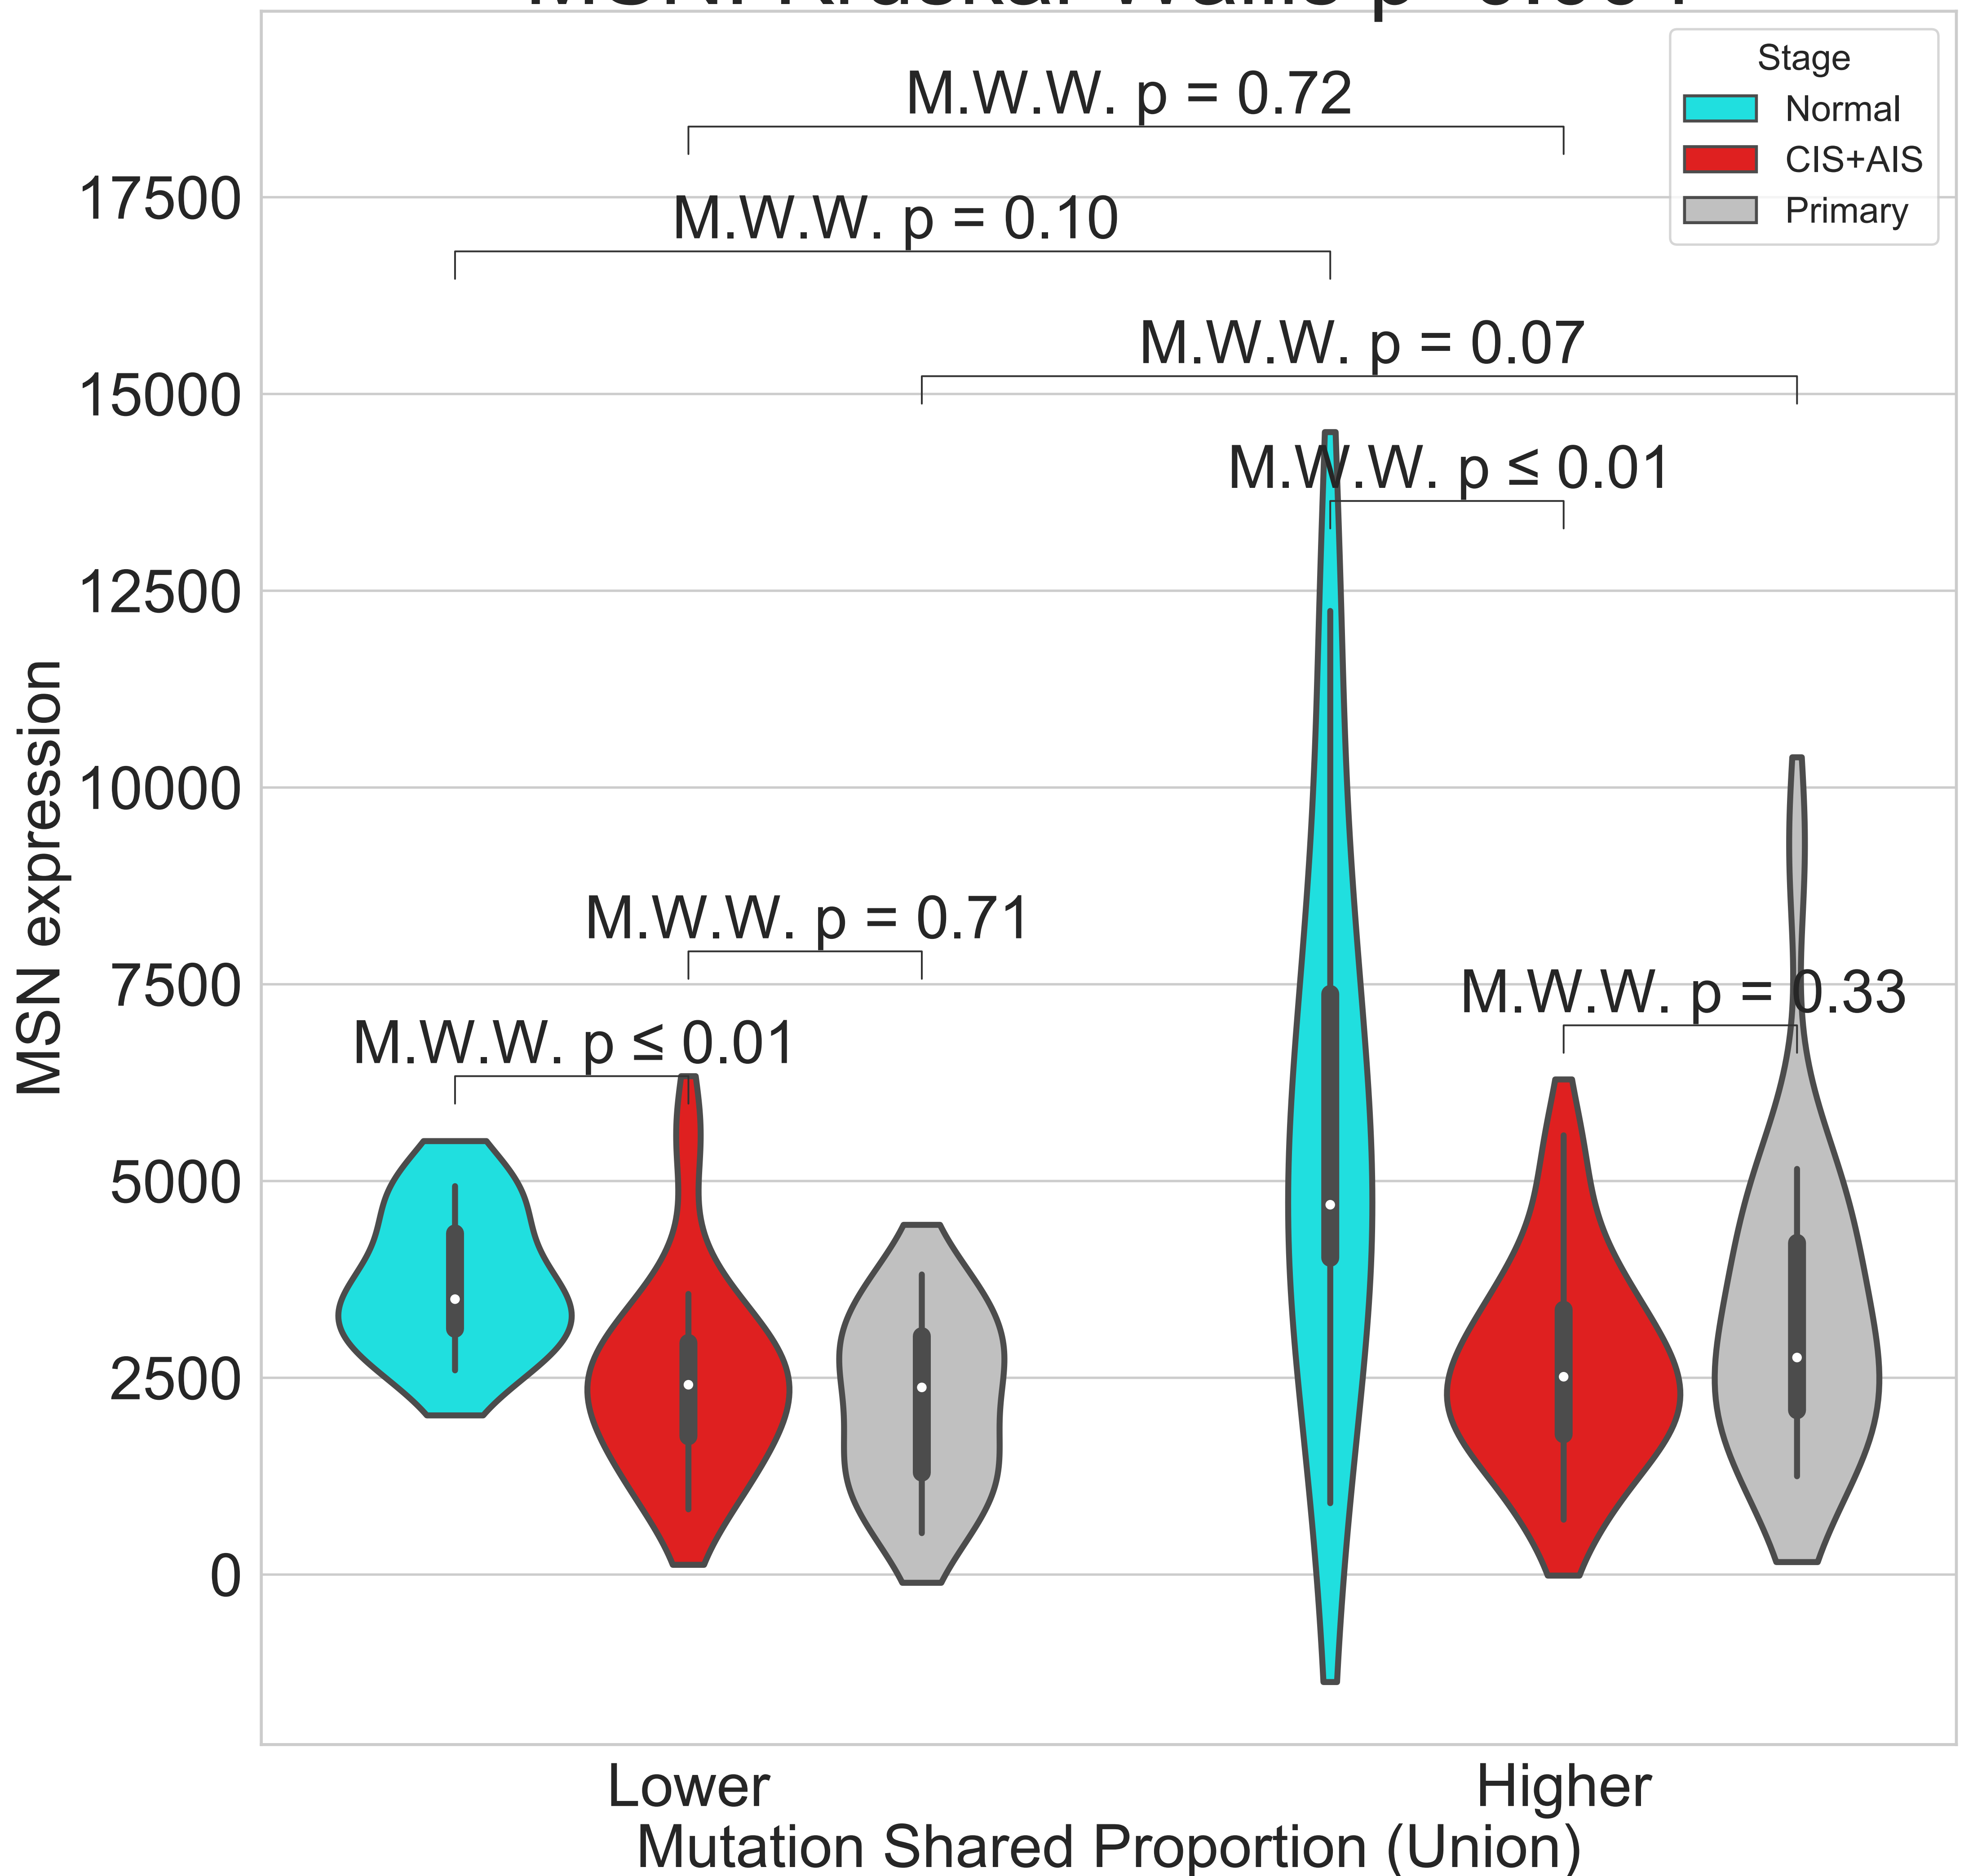 Stage
Normal
CIS+AIS
Primary
M.W.W. p = 0.72
M.W.W. p = 0.10
M.W.W. p = 0.07
M.W.W. p ≤ 0.01
M.W.W. p = 0.71
M.W.W. p = 0.33
M.W.W. p ≤ 0.01
17500
15000
12500
10000
7500
5000
2500
0
MSN expression
Lower
Higher
Mutation Shared Proportion (Union)